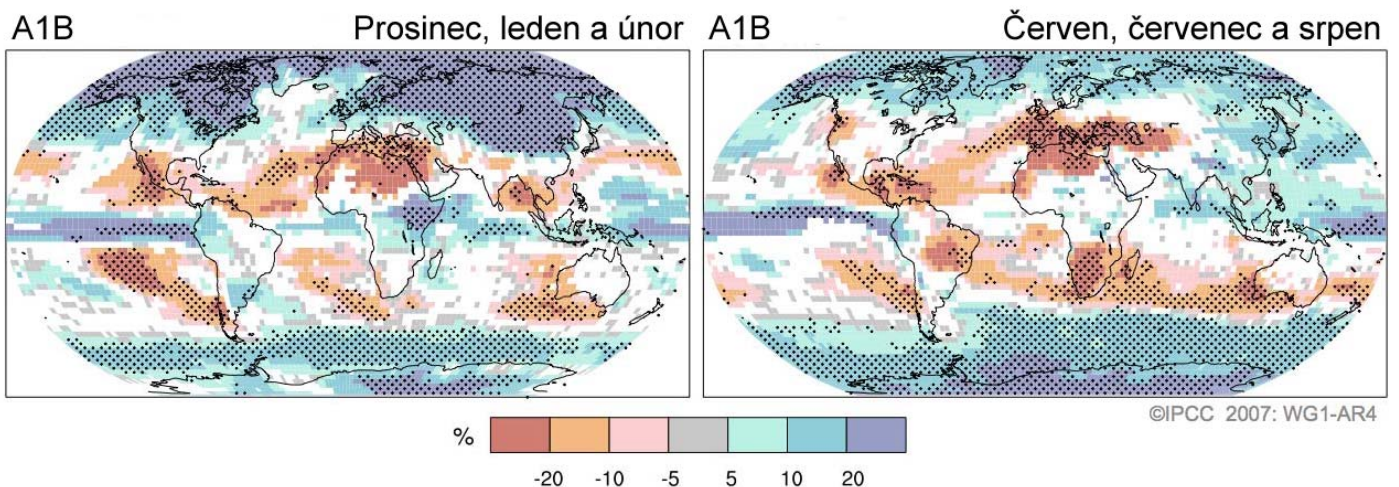 A1B Prosinec, leden a únor
A1B Červen, červenec a srpen
©IPCC 2007: WG1-AR4
%
-20 -10 -5 5 10 20